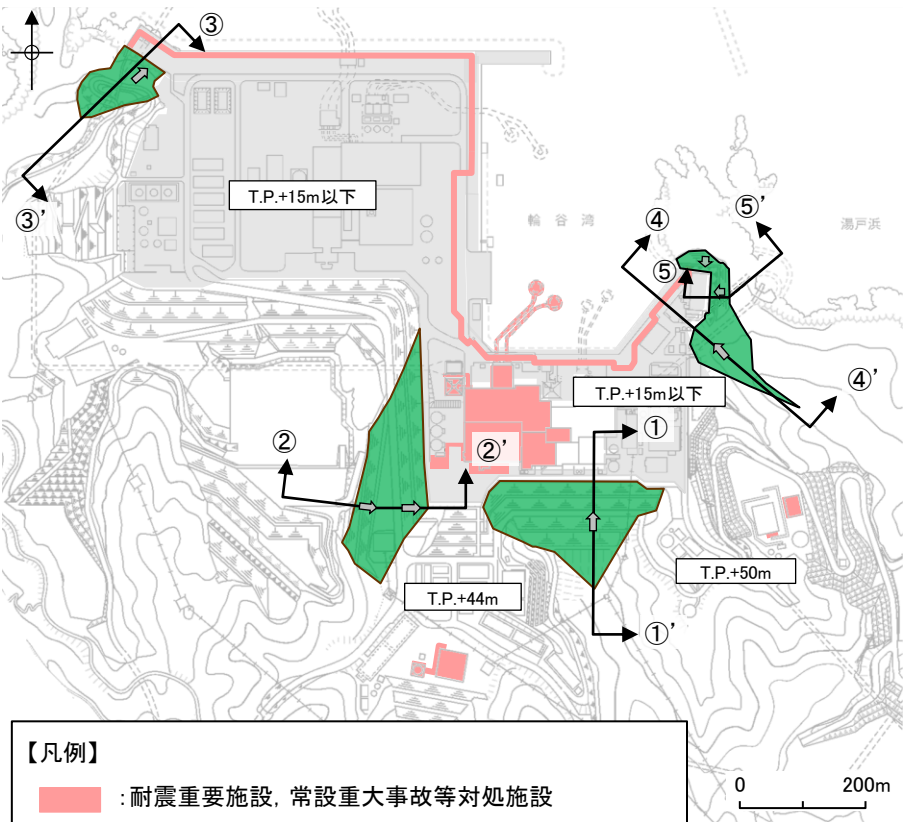 ③
③'
T.P.+15m以下
輪谷湾
湯戸浜
④
⑤'
⑤
④'
T.P.+15m以下
①
②
②'
T.P.+50m
T.P.+44m
①'
【凡例】
:耐震重要施設，常設重大事故等対処施設
0 200m